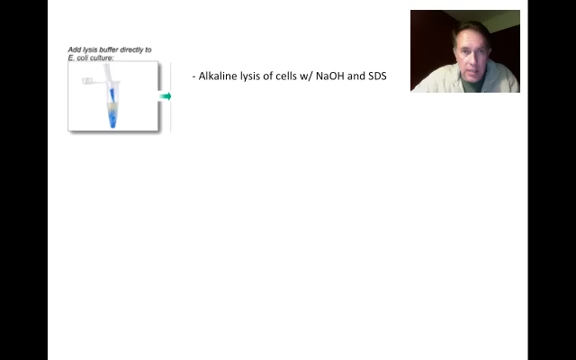 Add lysis buffer directly to
E. coli culture:
- Alkaline lysis of cells w/ NaOH and SDS